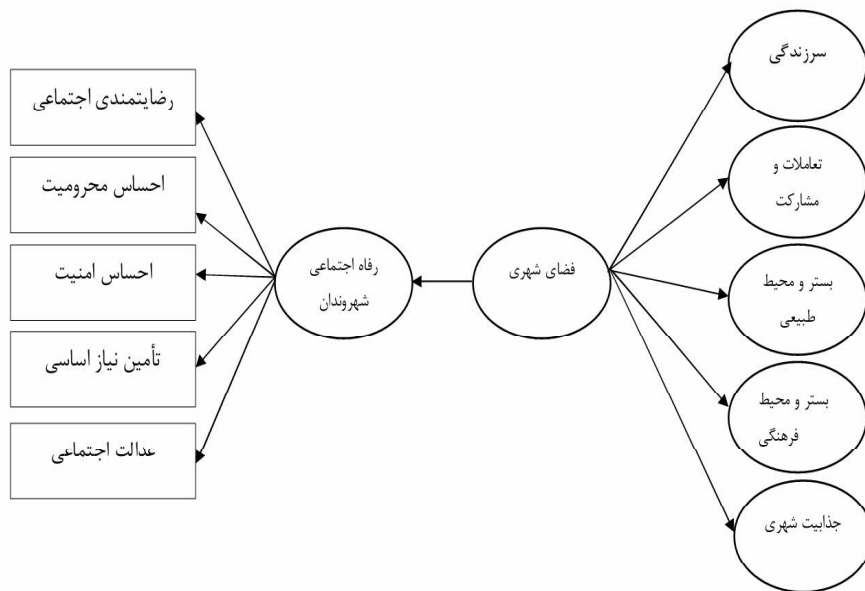 سرزندگی
تعاملات و
مشارکت
بستر و محیط
طبیعی
بستر و محیط
فرهنگی
جذابیت شهری
فضای شهری
رفاه اجتماعی
شهروندان
رضایتمندی اجتماعی
احساس محرومیت
احساس امنیت
تأمین نیاز اساسی
عدالت اجتماعی